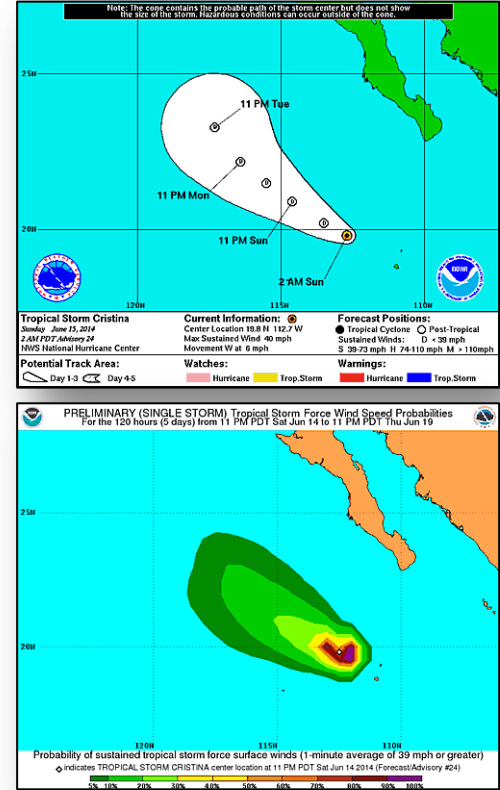 Note: The cone contains the probable path of the storm center but does not show
the size of the storm. Hazardous conditions can occur outside of the cone.
25N
11 PM Tue
11 PM Mon
20N
11 PM Sun
2 AM Sun
120W 115W 110W
NOAA
Tropical Storm Cristina
Sunday June 15, 2014
2 AM PDT Advisory 24
NWS National Hurricane Center
Current Information:
Center Location 19.8 N 112.7 W
Max Sustained Wind 40 mph
Movement W at 6 mph
Forecast Positions:
Tropical Cyclone Post-Tropical
Sustained Winds: D < 39 mph
S 39-73 mph H 74-110 mph M > 110mph
Potential Track Area:
Day 1-3 Day 4-5
Watches:
Hurricane Trop.Storm
Warnings:
Hurricane Trop.Storm
PRELIMINARY (SINGLE STORM) Tropical Storm Force Wind Speed Probabilities
For the 120 hours (5 days) from 11 PM PDT Sat Jun 14 to 11 PM PDT Thu Jun 19
25N
20N
120W 115W 110W
Probability of sustained tropical storm force surface winds (1-minute average of 39 mph or greater)
indicates TROPICAL STORM CRISTINA center location at 11 PM PDT Sat Jun 14 2014 (Forecast/Advisory #24)
5% 10% 20% 30% 40% 50% 60% 70% 80% 90% 100%